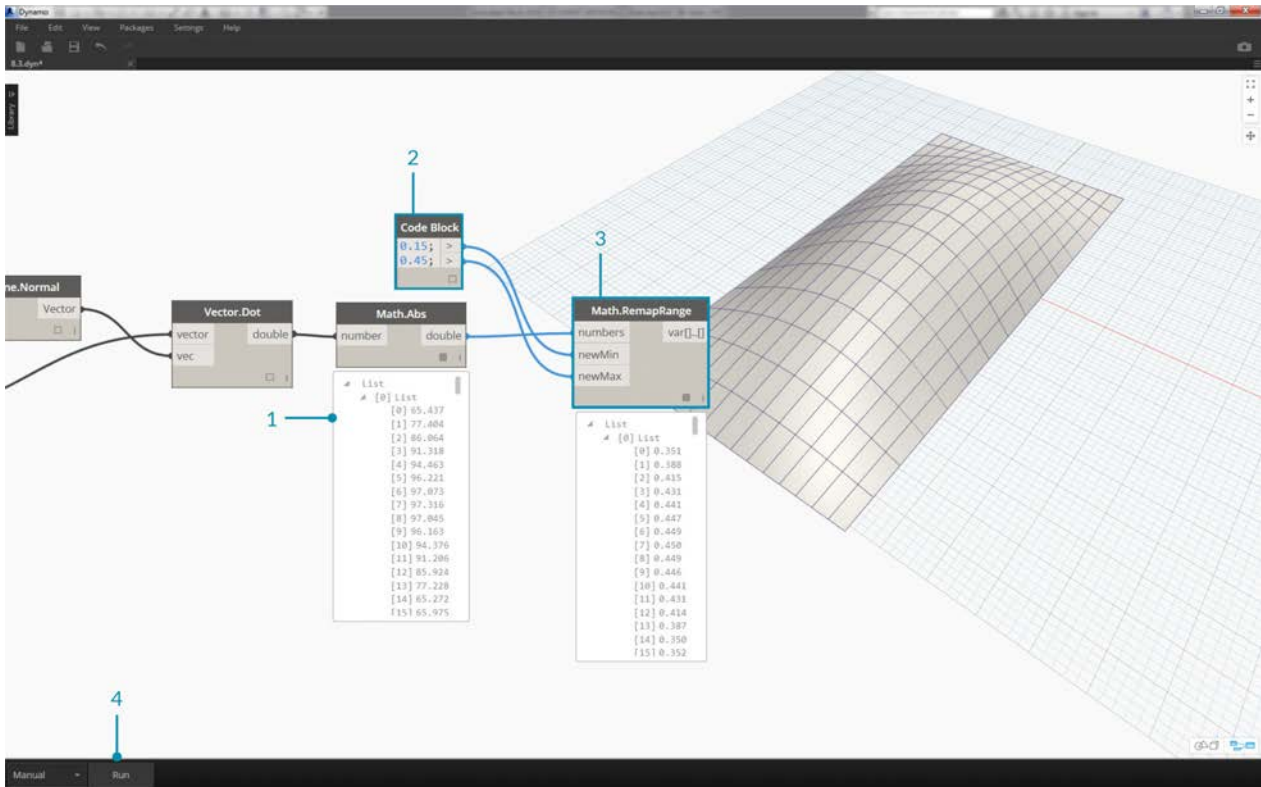 Dynamo
File Edit View Packages Settings Help
8.3.dyn*
Library
2
Code Block
0.15; >
0.45; >
3
ne.Normal
Vector
Vector.Dot
vector double
vec
Math.Abs
number double
Math.RemapRange
numbers var[]..[]
newMin
newMax
1
List
[0] List
[0] 65.437
[1] 77.404
[2] 86.064
[3] 91.318
[4] 94.463
[5] 96.221
[6] 97.073
[7] 97.316
[8] 97.045
[9] 96.163
[10] 94.376
[11] 91.206
[12] 85.924
[13] 77.228
[14] 65.272
[15] 65.975
List
[0] List
[0] 0.351
[1] 0.388
[2] 0.415
[3] 0.431
[4] 0.441
[5] 0.447
[6] 0.449
[7] 0.450
[8] 0.449
[9] 0.446
[10] 0.441
[11] 0.431
[12] 0.414
[13] 0.387
[14] 0.350
[15] 0.352
4
Manual Run